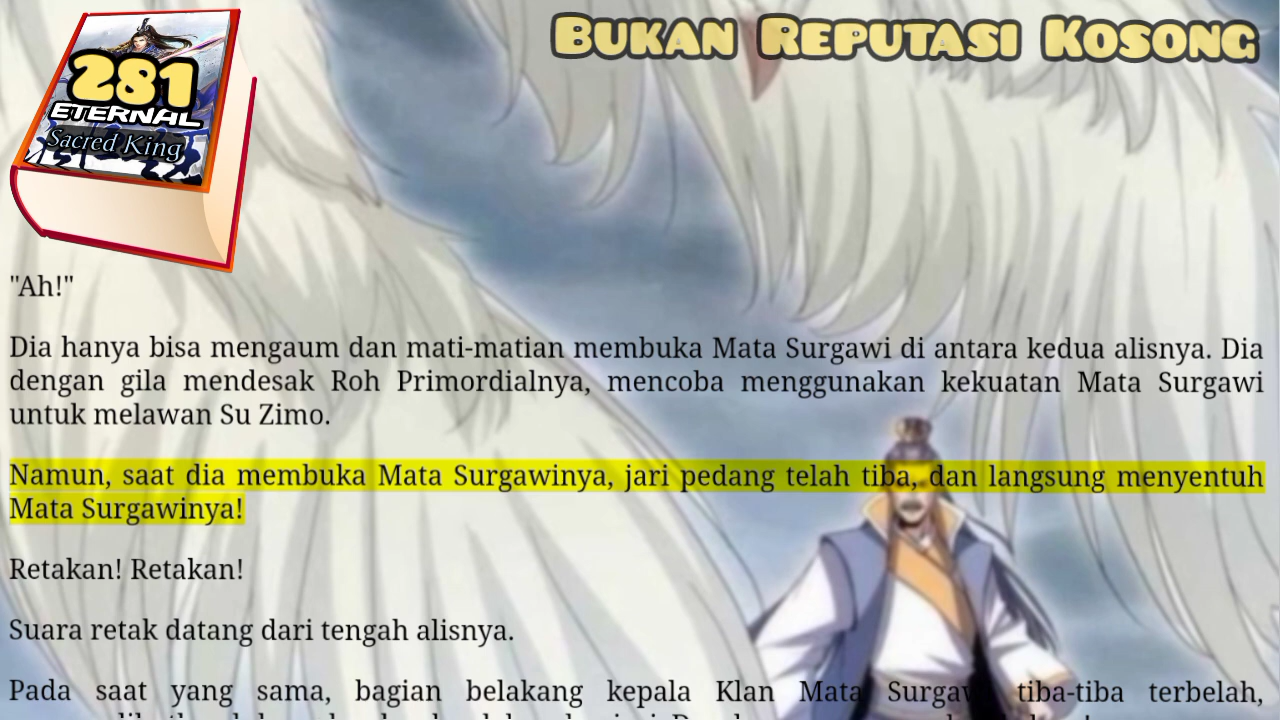 Bukan Reputasi Kosong
281
ETERNAL
Sacred King
"Ah!"
Dia hanya bisa mengaum dan mati-matian membuka Mata Surgawi di antara kedua alisnya. Dia
dengan gila mendesak Roh Primordialnya, mencoba menggunakan kekuatan Mata Surgawi
untuk melawan Su Zimo.
Namun, saat dia membuka Mata Surgawinya, jari pedang telah tiba, dan langsung menyentuh
Mata Surgawinya!
Retakan! Retakan!
Suara retak datang dari tengah alisnya.
Pada saat yang sama, bagian belakang kepala Klan Mata Surgawi tiba-tiba terbelah,